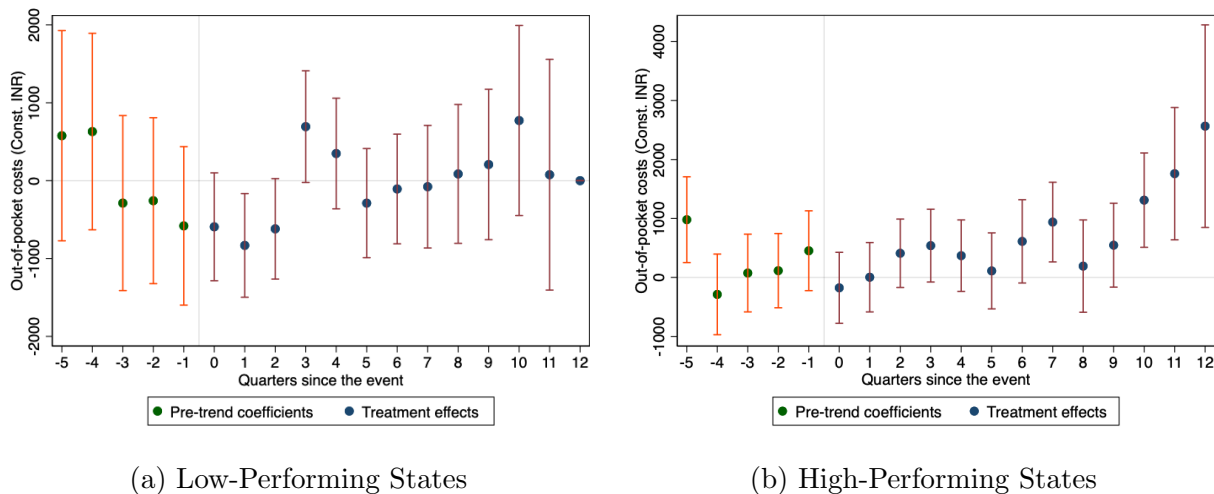 Out-of-pocket costs (Const. INR)
2000
1000
0
-1000
-2000
-5 -4 -3 -2 -1 0 1 2 3 4 5 6 7 8 9 10 11 12
Quarters since the event
Pre-trend coefficients Treatment effects
(a) Low-Performing States
Out-of-pocket costs (Const. INR)
4000
3000
2000
1000
0
-1000
-5 -4 -3 -2 -1 0 1 2 3 4 5 6 7 8 9 10 11 12
Quarters since the event
Pre-trend coefficients Treatment effects
(b) High-Performing States